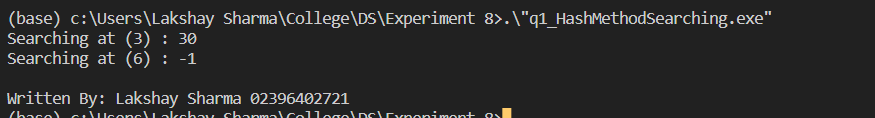 (base) c:\Users\Lakshay Sharma\College\DS\Experiment 8>.\"q1_HashMethodSearching.exe"
Searching at (3) : 30
Searching at (6) : -1
Written By: Lakshay Sharma 02396402721
(base) c:\Users\Lakshay Sharma\College\DS\Experiment 8>